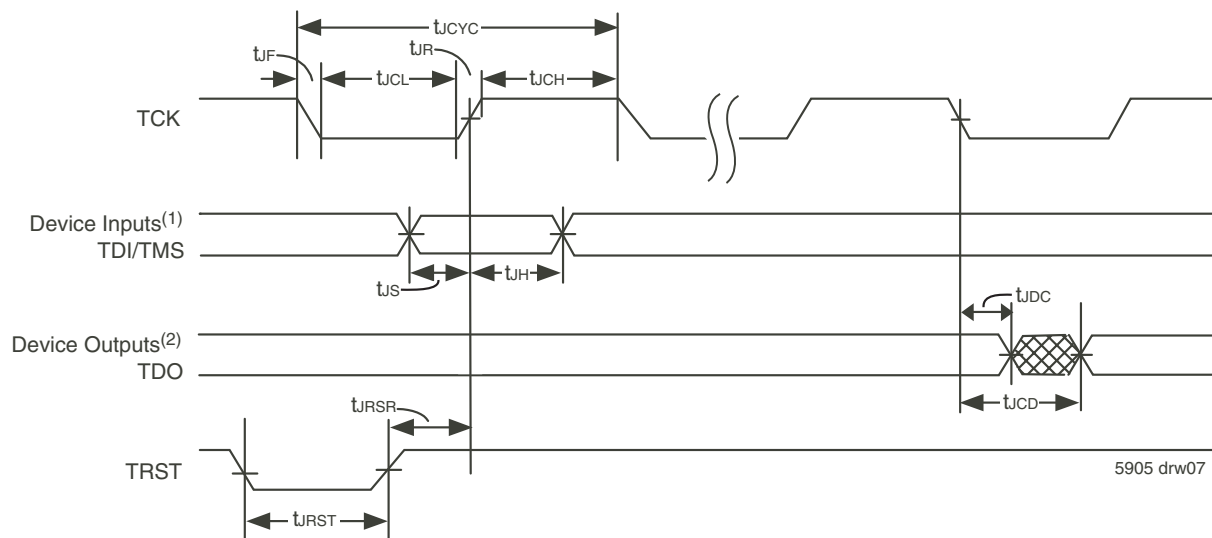 tJCYC
tJF
tJR
tJCL
tJCH
TCK
Device Inputs(1)
TDI/TMS
tJS
tJH
tJDC
Device Outputs(2)
TDO
tJCD
tJRSR
TRST
5905 drw07
tJRST